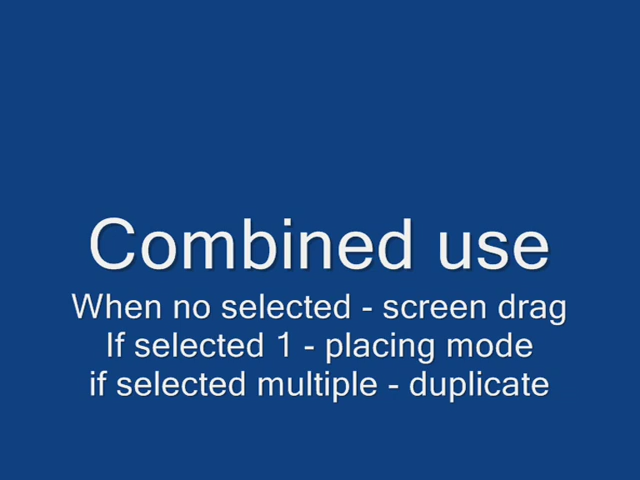 Combined use
When no selected - screen drag
If selected 1 - placing mode
if selected multiple - duplicate